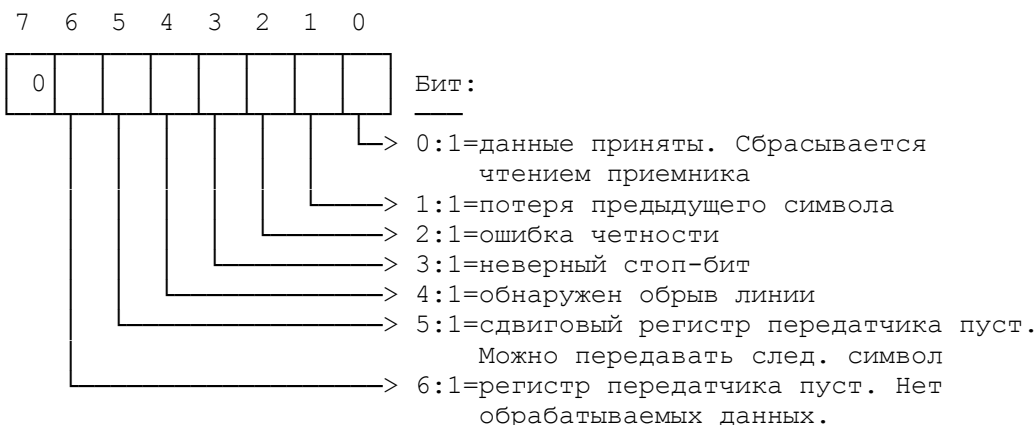 7 6 5 4 3 2 1 0
0 Бит:
> 0:1=данные приняты. Сбрасывается
чтением приемника
> 1:1=потеря предыдущего символа
> 2:1=ошибка четности
> 3:1=неверный стоп-бит
> 4:1=обнаружен обрыв линии
> 5:1=сдвиговый регистр передатчика пуст.
Можно передавать след. символ
> 6:1=регистр передатчика пуст. Нет
обрабатываемых данных.